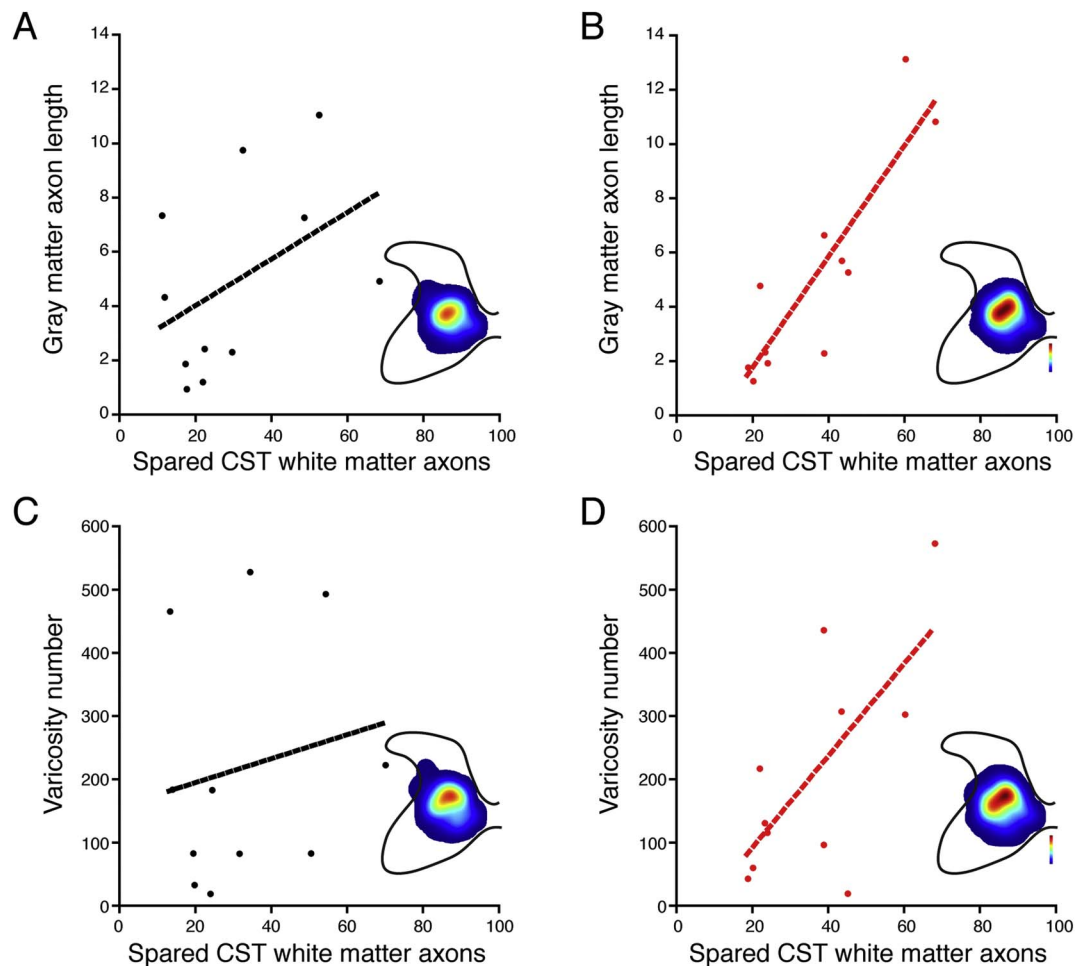 A
B
14
12
10
8
6
4
2
0
Gray matter axon length
0 20 40 60 80 100
Spared CST white matter axons
14
12
10
8
6
4
2
0
Gray matter axon length
0 20 40 60 80 100
Spared CST white matter axons
C
D
600
500
400
300
200
100
0
Varicosity number
0 20 40 60 80 100
Spared CST white matter axons
600
500
400
300
200
100
0
Varicosity number
0 20 40 60 80 100
Spared CST white matter axons